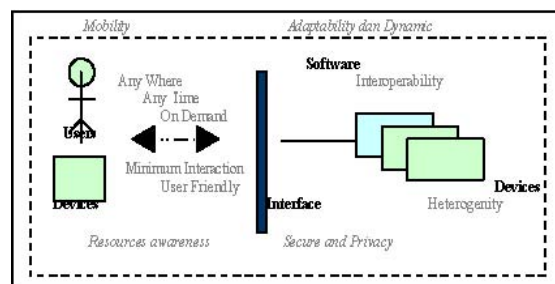 Mobility
Adaptability dan Dynamic
Software
Any Where
Any Time
On Demand
Interoperability
Users
Minimum Interaction
User Friendly
Devices
Interface
Devices
Heterogenity
Resources awareness
Secure and Privacy